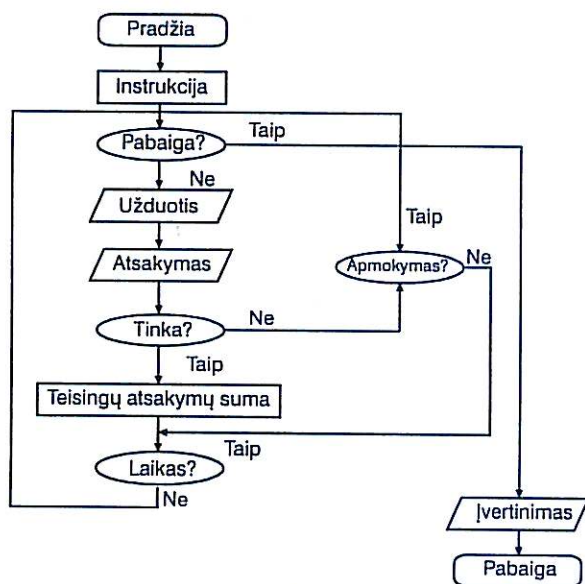 Pradžia
Instrukcija
Pabaiga?
Taip
Ne
Užduotis
Taip
Atsakymas
Apmokymas?
Ne
Tinka?
Ne
Taip
Teisingų atsakymų suma
Taip
Laikas?
Ne
Įvertinimas
Pabaiga